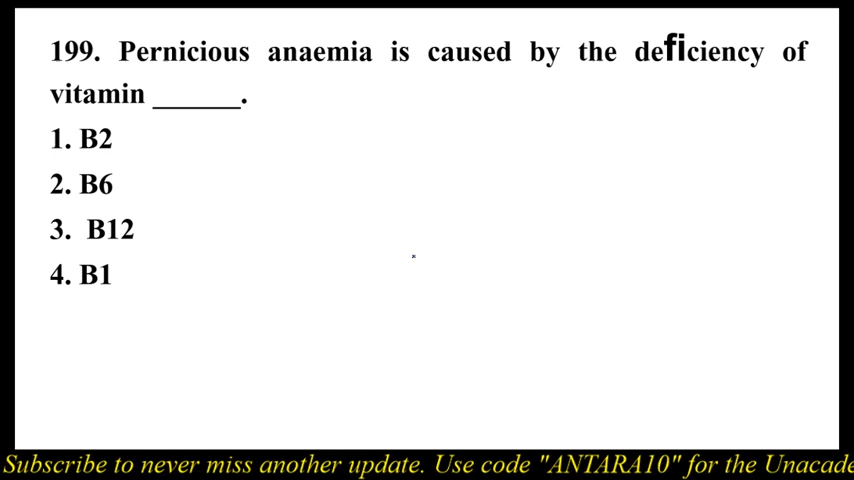 199. Pernicious anaemia is caused by the deficiency of
vitamin ______.
1. B2
2. B6
3. B12
4. B1
Subscribe to never miss another update. Use code "ANTARA10" for the Unacade